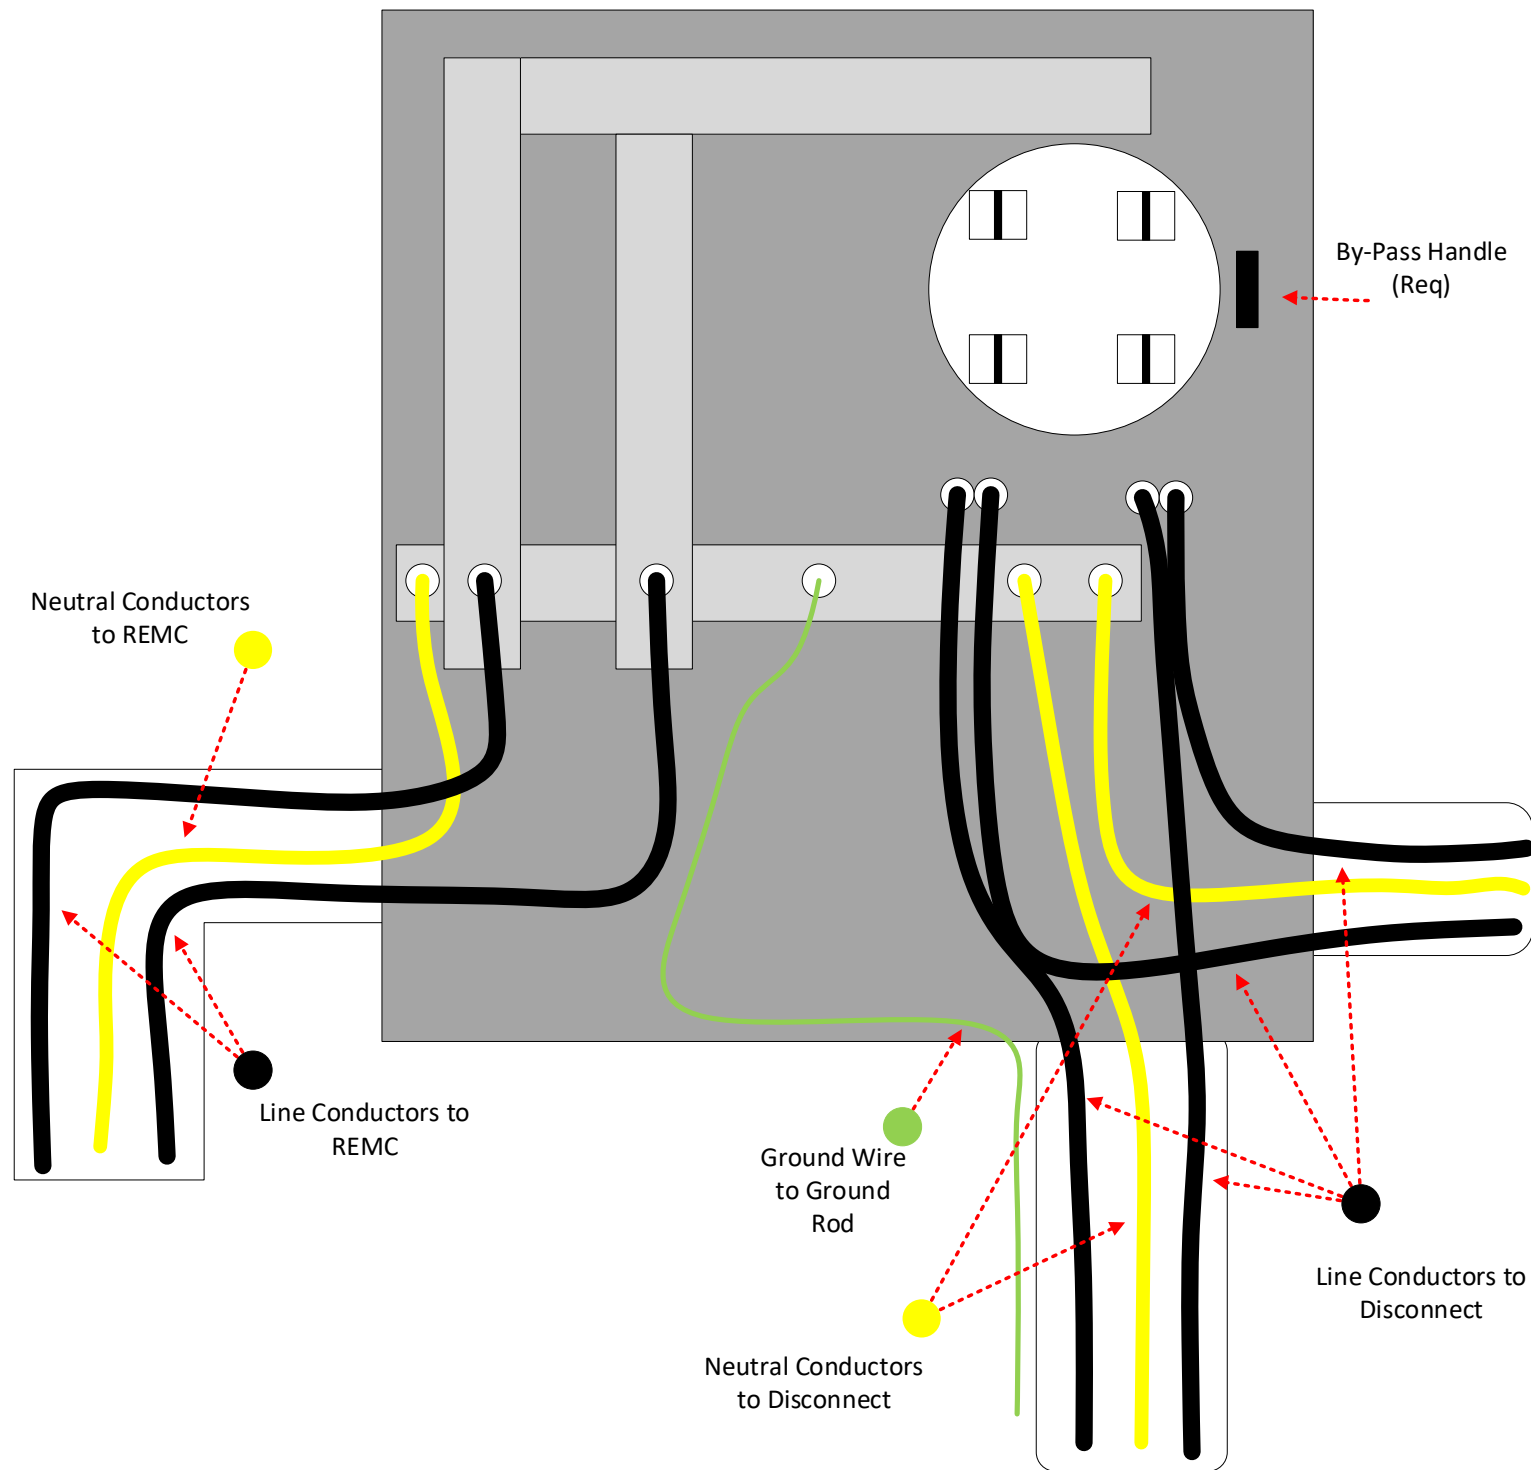 By-Pass Handle
(Req)
Neutral Conductors
to REMC
Line Conductors to
REMC
Ground Wire
to Ground
Rod
Line Conductors to
Disconnect
Neutral Conductors
to Disconnect